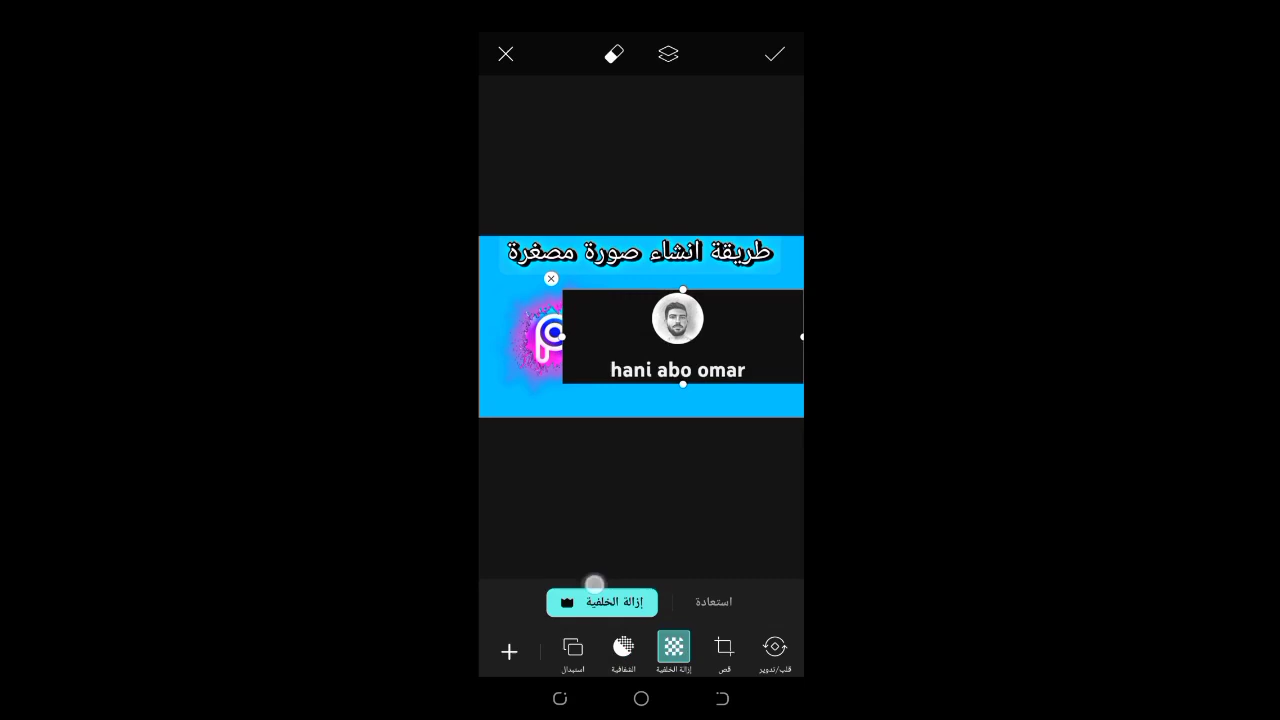 طريقة انشاء صورة مصغرة
hani abo omar
استعادة
إزالة الخلفية
قلب/تدوير
قص
إزالة الخلفية
الشفافية
استبدال